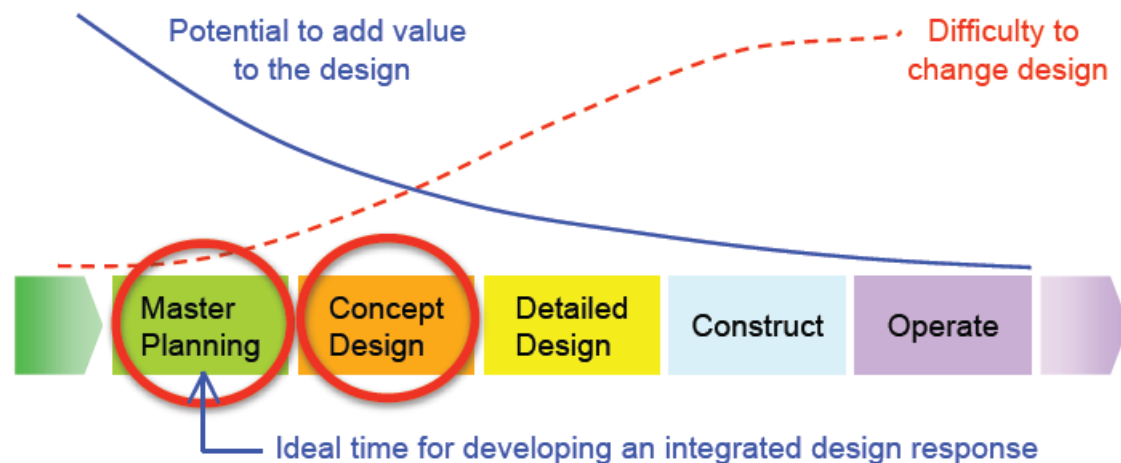 Potential to add value
to the design
Difficulty to
change design
Master
Planning
Concept
Design
Detailed
Design
Construct
Operate
Ideal time for developing an integrated design response